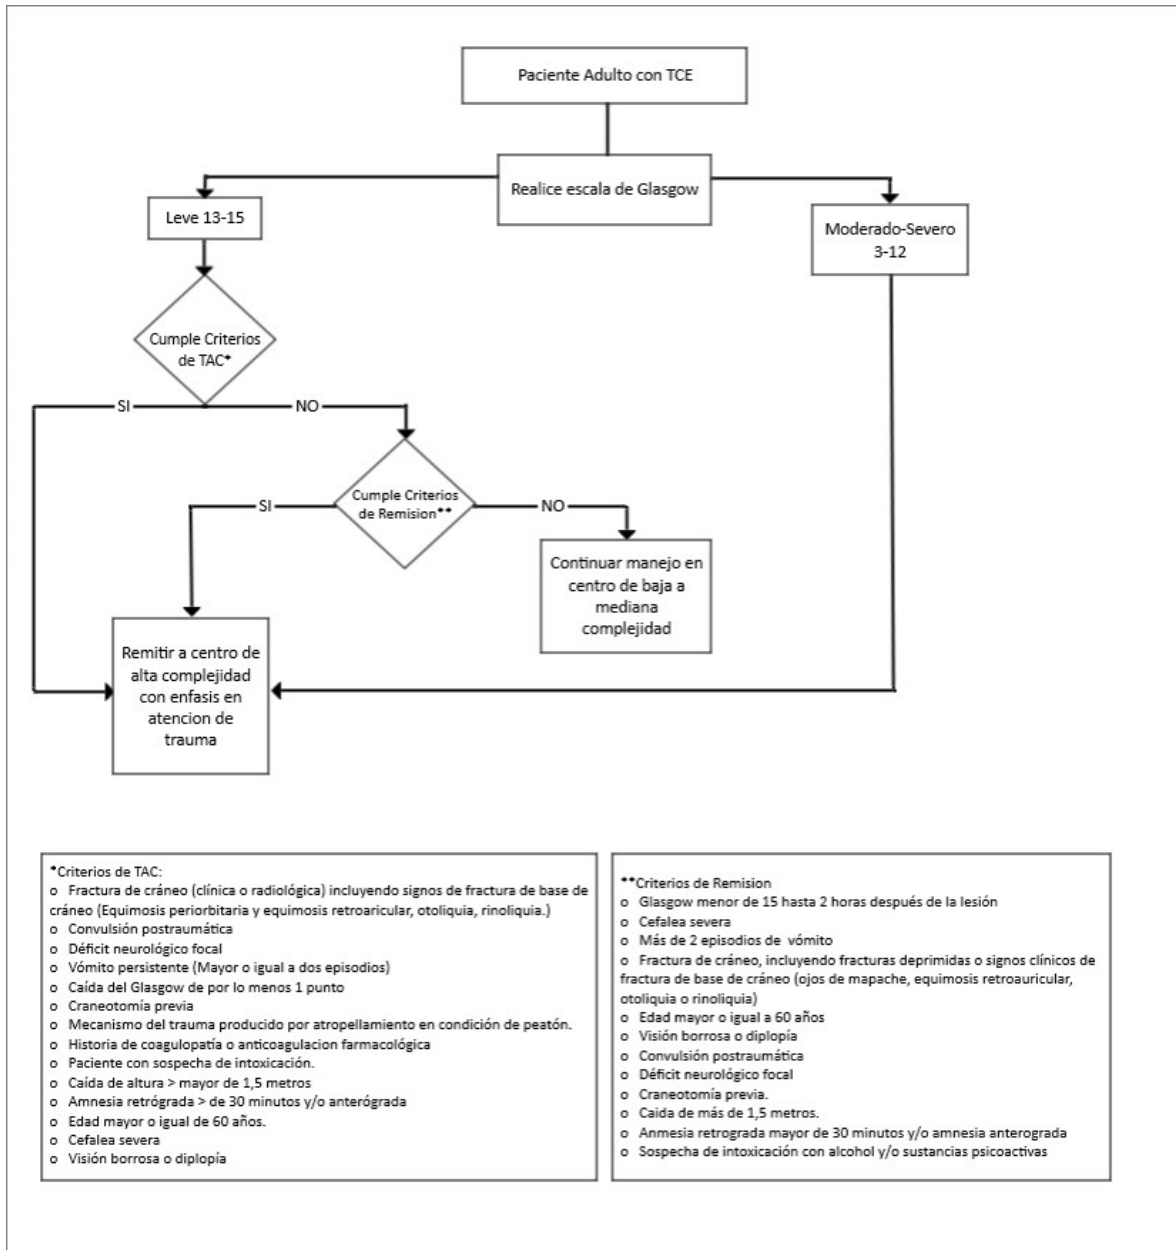 Paciente Adulto con TCE
Realice escala de Glasgow
Leve 13-15
Moderado-Severo
3-12
Cumple Criterios
de TAC*
SI
NO
Cumple Criterios
de Remision**
SI
NO
Continuar manejo en
centro de baja a
mediana
complejidad
Remitir a centro de
alta complejidad
con enfasis en
atencion de
trauma
*Criterios de TAC:
o Fractura de cráneo (clínica o radiológica) incluyendo signos de fractura de base de
cráneo (Equimosis periorbitaria y equimosis retroaricular, otoliquia, rinoliquia.)
o Convulsión postraumática
o Déficit neurológico focal
o Vómito persistente (Mayor o igual a dos episodios)
o Caída del Glasgow de por lo menos 1 punto
o Craneotomía previa
o Mecanismo del trauma producido por atropellamiento en condición de peatón.
o Historia de coagulopatía o anticoagulacion farmacológica
o Paciente con sospecha de intoxicación.
o Caída de altura > mayor de 1,5 metros
o Amnesia retrógrada > de 30 minutos y/o anterógrada
o Edad mayor o igual de 60 años.
o Cefalea severa
o Visión borrosa o diplopía
**Criterios de Remision
o Glasgow menor de 15 hasta 2 horas después de la lesión
o Cefalea severa
o Más de 2 episodios de vómito
o Fractura de cráneo, incluyendo fracturas deprimidas o signos clínicos de
fractura de base de cráneo (ojos de mapache, equimosis retroauricular,
otoliquia o rinoliquia)
o Edad mayor o igual a 60 años
o Visión borrosa o diplopía
o Convulsión postraumática
o Déficit neurológico focal
o Craneotomía previa.
o Caida de más de 1,5 metros.
o Anmesia retrograda mayor de 30 minutos y/o amnesia anterograda
o Sospecha de intoxicación con alcohol y/o sustancias psicoactivas